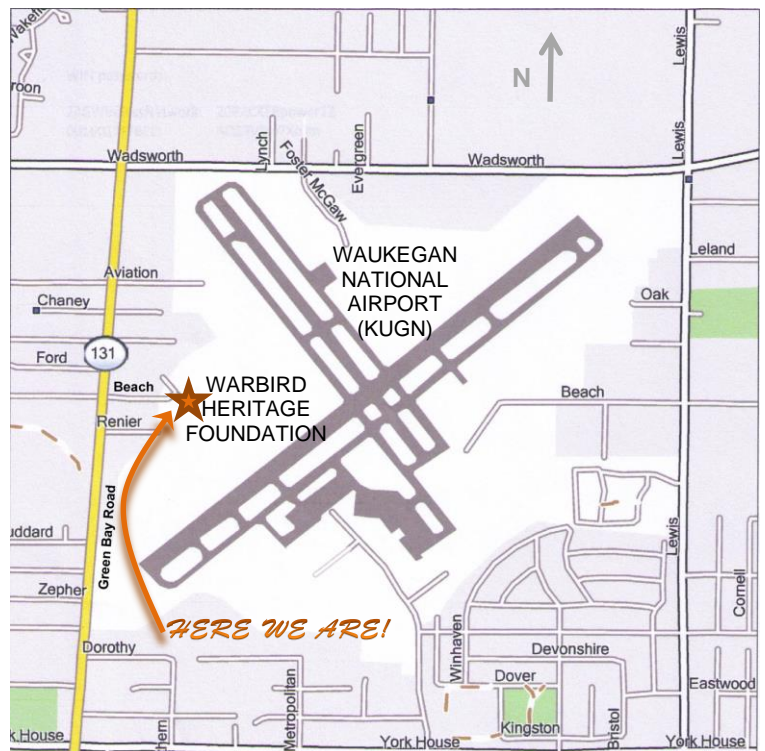 Lewis
N
Wadsworth
Lynch
Foster McGaw
Evergreen
Wadsworth
Lewis
WAUKEGAN
NATIONAL
AIRPORT
(KUGN)
Leland
Aviation
Chaney
Oak
Ford
131
Beach
WARBIRD
HERITAGE
FOUNDATION
Beach
Renier
Green Bay Road
Lewis
Zepher
Cornell
HERE WE ARE!
Dorothy
Winhaven
Devonshire
Dover
Eastwood
Metropolitan
Kingston
Bristol
k House
hern
York House
York House